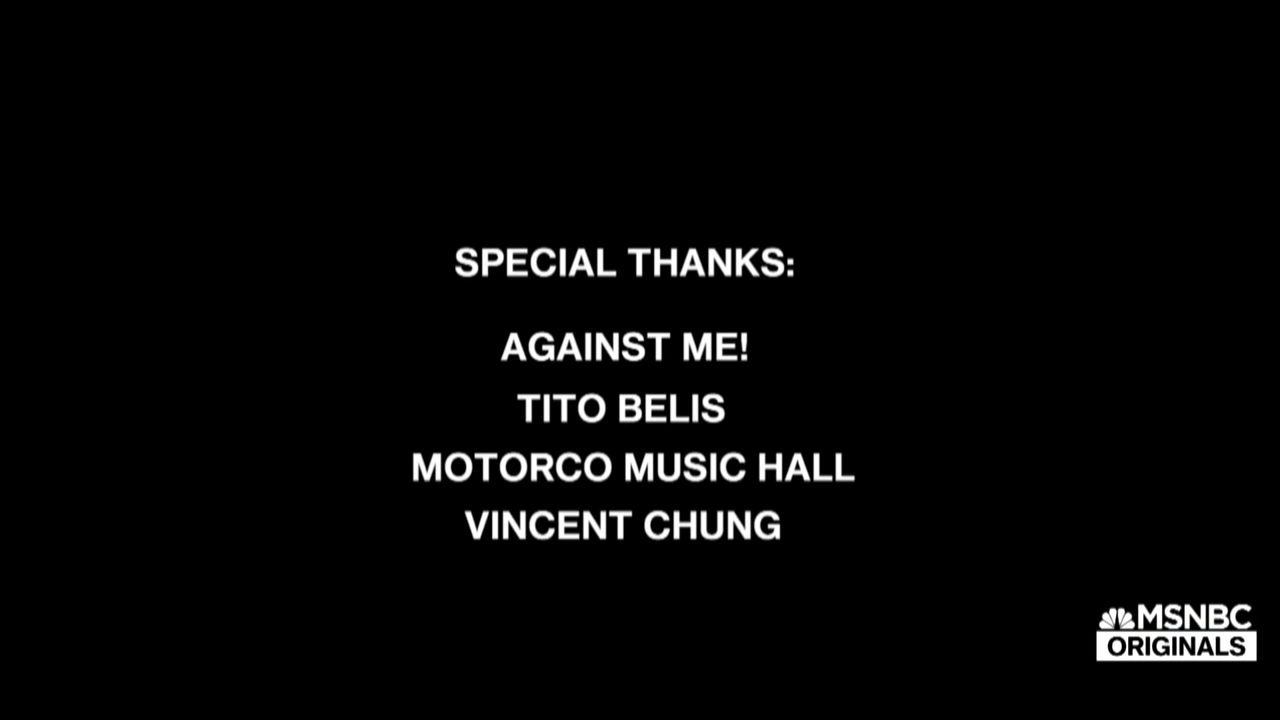 SPECIAL THANKS:
AGAINST ME!
TITO BELIS
MOTORCO MUSIC HALL
VINCENT CHUNG
MSNBC
ORIGINALS